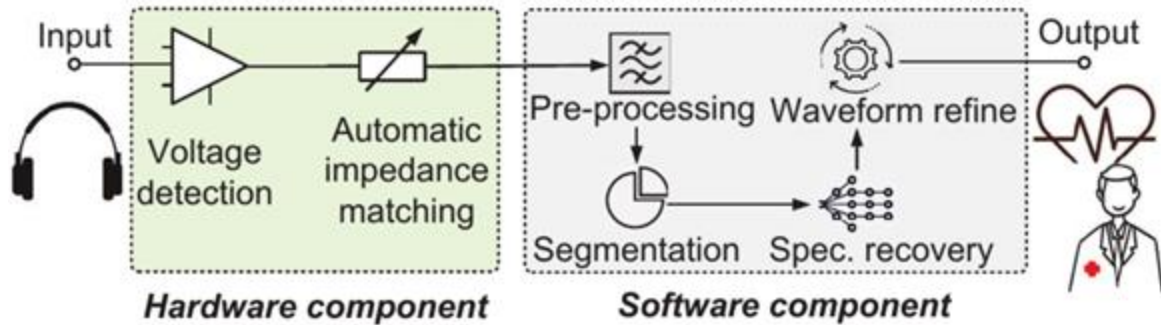 Input
Voltage
detection
Automatic
impedance
matching
Hardware component
Pre-processing
Segmentation
Spec. recovery
Waveform refine
Software component
Output